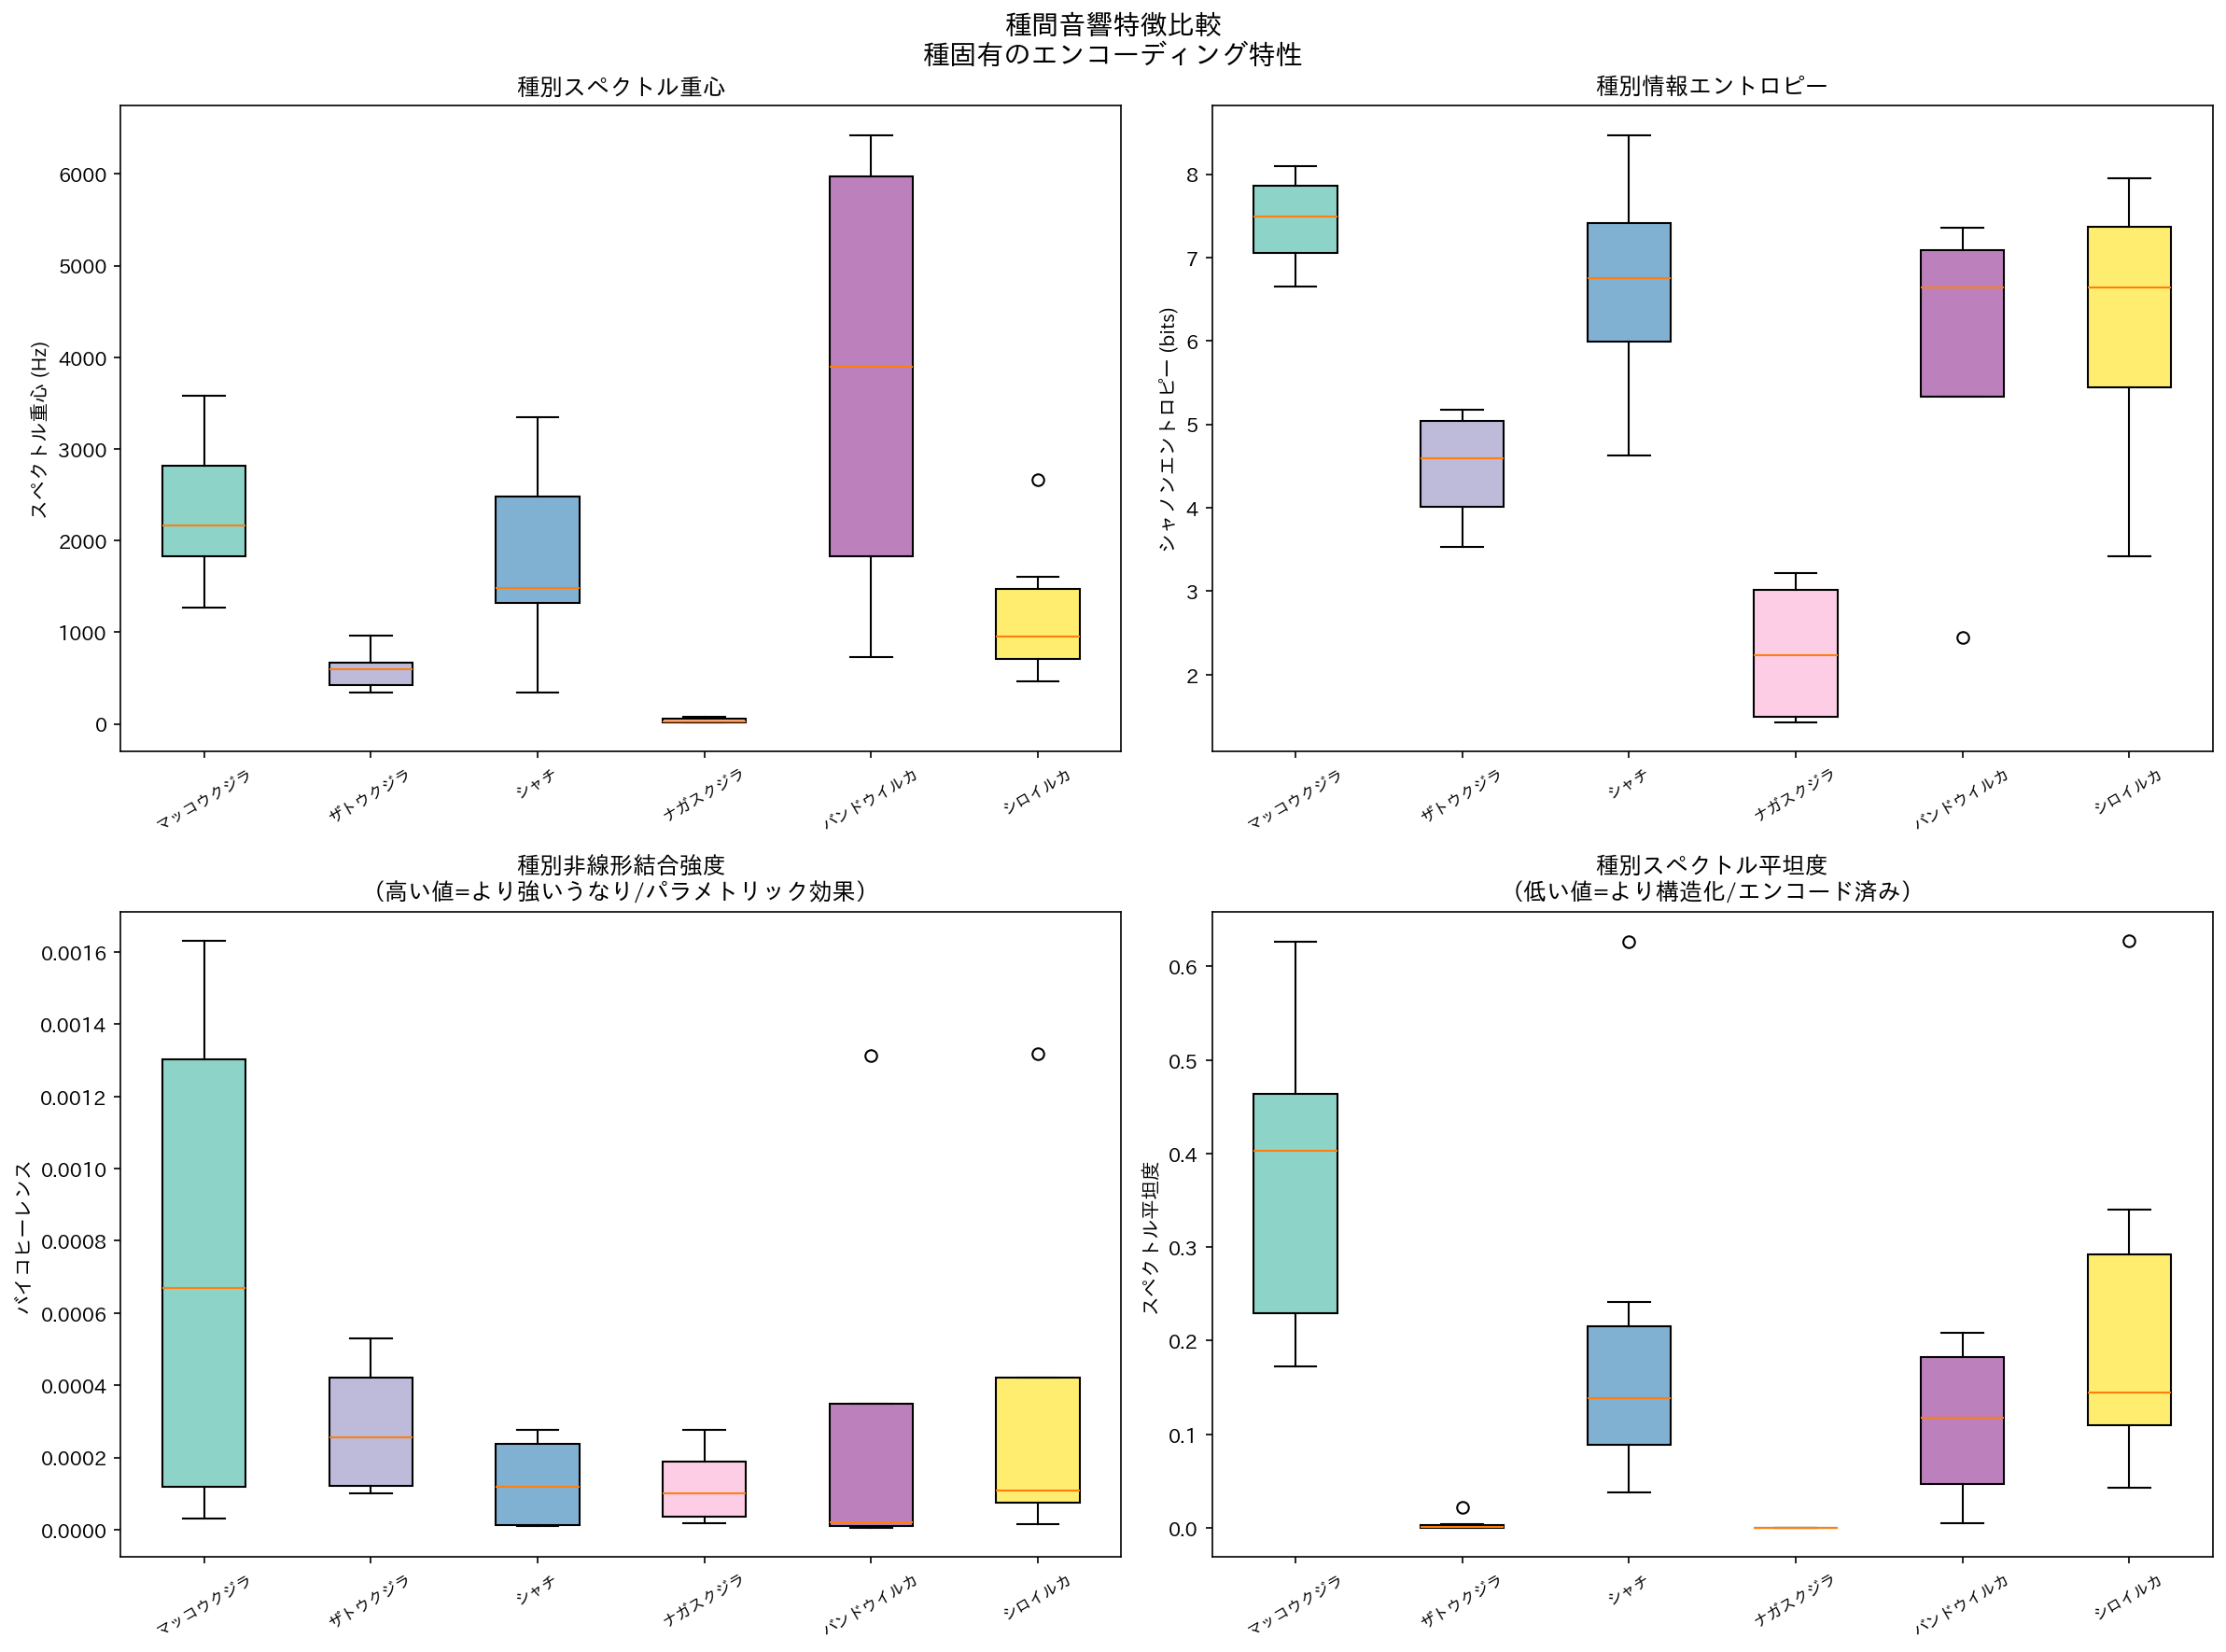 種間音響特徴比較
種固有のエンコーディング特性
種別スペクトル重心
スペクトル重心 (Hz)
6000
5000
4000
3000
2000
1000
0
マッコウクジラ
ザトウクジラ
シャチ
ナガスクジラ
バンドウイルカ
シロイルカ
種別情報エントロピー
シャノンエントロピー (bits)
8
7
6
5
4
3
2
マッコウクジラ
ザトウクジラ
シャチ
ナガスクジラ
バンドウイルカ
シロイルカ
種別非線形結合強度
（高い値=より強いうなり/パラメトリック効果）
バイコヒーレンス
0.0016
0.0014
0.0012
0.0010
0.0008
0.0006
0.0004
0.0002
0.0000
マッコウクジラ
ザトウクジラ
シャチ
ナガスクジラ
バンドウイルカ
シロイルカ
種別スペクトル平坦度
（低い値=より構造化/エンコード済み）
スペクトル平坦度
0.6
0.5
0.4
0.3
0.2
0.1
0.0
マッコウクジラ
ザトウクジラ
シャチ
ナガスクジラ
バンドウイルカ
シロイルカ